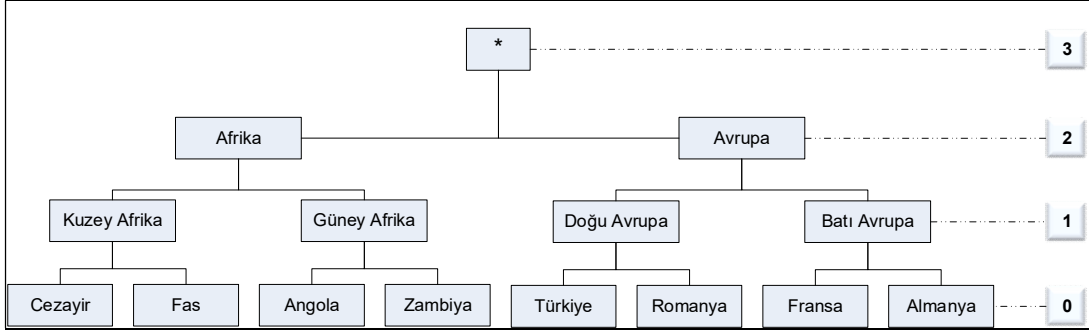 *
3
Afrika
Avrupa
2
Kuzey Afrika
Güney Afrika
Doğu Avrupa
Batı Avrupa
1
Cezayir
Fas
Angola
Zambiya
Türkiye
Romanya
Fransa
Almanya
0